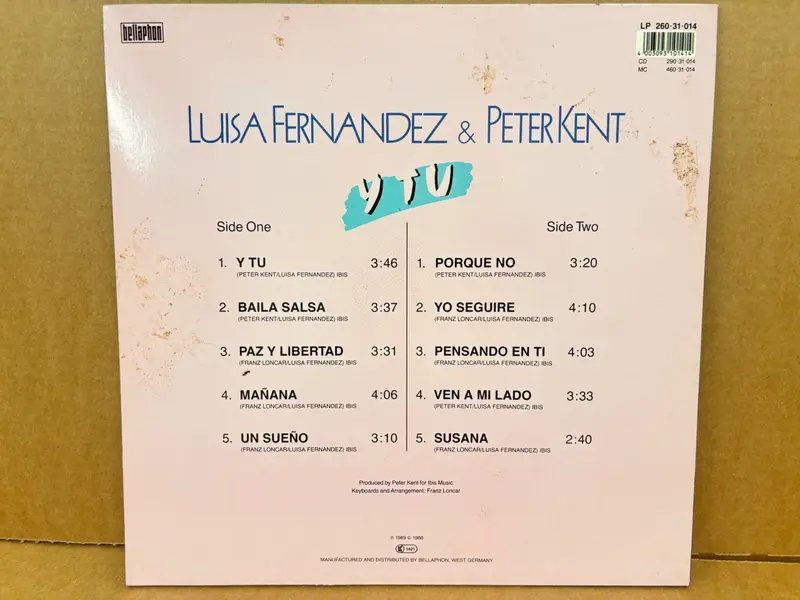 bellaphon
LP 260·31·014
4 003093 101414
CD 290·31·014
MC 460·31·014
LUISA FERNANDEZ & PETER KENT
Y TU
Side One
Side Two
1. Y TU 3:46
(PETER KENT/LUISA FERNANDEZ) IBIS
2. BAILA SALSA 3:37
(PETER KENT/LUISA FERNANDEZ) IBIS
3. PAZ Y LIBERTAD 3:31
(FRANZ LONCAR/LUISA FERNANDEZ) IBIS
4. MAÑANA 4:06
(FRANZ LONCAR/LUISA FERNANDEZ) IBIS
5. UN SUEÑO 3:10
(FRANZ LONCAR/LUISA FERNANDEZ) IBIS
1. PORQUE NO 3:20
(PETER KENT/LUISA FERNANDEZ) IBIS
2. YO SEGUIRE 4:10
(FRANZ LONCAR/LUISA FERNANDEZ) IBIS
3. PENSANDO EN TI 4:03
(FRANZ LONCAR/LUISA FERNANDEZ) IBIS
4. VEN A MI LADO 3:33
(PETER KENT/LUISA FERNANDEZ) IBIS
5. SUSANA 2:40
(FRANZ LONCAR/LUISA FERNANDEZ) IBIS
Produced by Peter Kent for Ibis Music
Keyboards and Arrangement: Franz Loncar
℗ 1989 © 1989
MANUFACTURED AND DISTRIBUTED BY BELLAPHON, WEST GERMANY